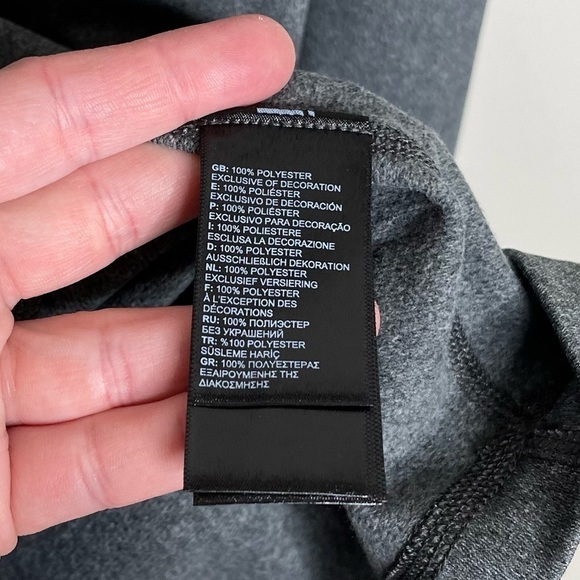 GB: 100% POLYESTER
EXCLUSIVE OF DECORATION
E: 100% POLIÉSTER
EXCLUSIVO DE DECORACIÓN
P: 100% POLIÉSTER
EXCLUSIVO PARA DECORAÇÃO
I: 100% POLIESTERE
ESCLUSA LA DECORAZIONE
D: 100% POLYESTER
AUSSCHLIEßLICH DEKORATION
NL: 100% POLYESTER
EXCLUSIEF VERSIERING
F: 100% POLYESTER
À L'EXCEPTION DES
DÉCORATIONS
RU: 100% ПОЛИЭСТЕР
БЕЗ УКРАШЕНИЙ
TR: %100 POLYESTER
SÜSLEME HARİÇ
GR: 100% ΠΟΛΥΕΣΤΕΡΑΣ
ΕΞΑΙΡΟΥΜΕΝΗΣ ΤΗΣ
ΔΙΑΚΟΣΜΗΣΗΣ